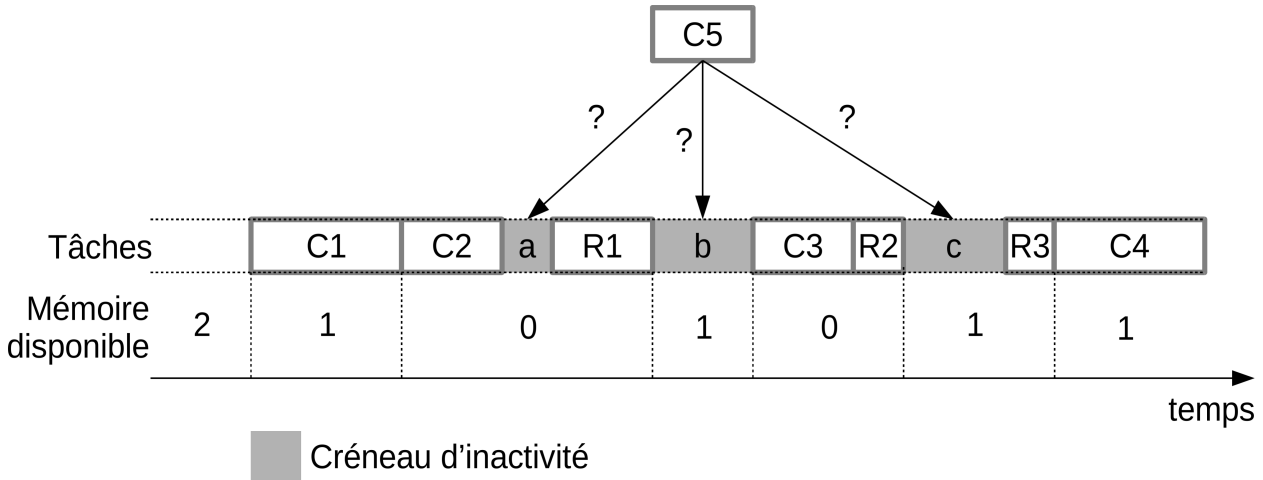 C5
? ? ?
Tâches C1 C2 a R1 b C3 R2 c R3 C4
Mémoire
disponible 2 1 0 1 0 1 1
temps
Créneau d'inactivité